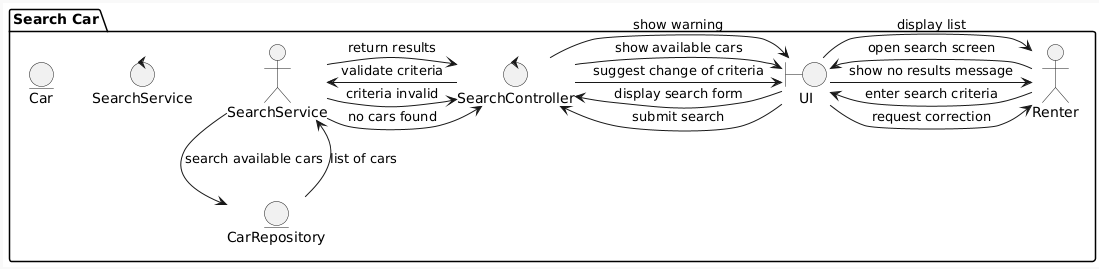 Search Car
show warning
display list
return results
show available cars
open search screen
validate criteria
suggest change of criteria
show no results message
criteria invalid
display search form
enter search criteria
Car
SearchService
SearchService
SearchController
UI
Renter
no cars found
submit search
request correction
search available cars
list of cars
CarRepository